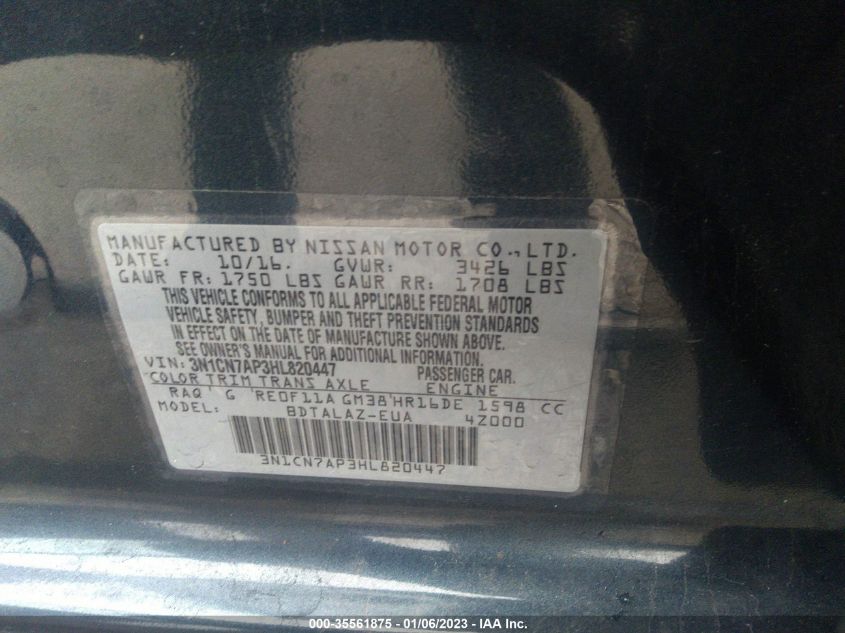 MANUFACTURED BY NISSAN MOTOR CO., LTD.
DATE: 10/16. GVWR: 3426 LBS
GAWR FR: 1750 LBS GAWR RR: 1708 LBS
THIS VEHICLE CONFORMS TO ALL APPLICABLE FEDERAL MOTOR
VEHICLE SAFETY, BUMPER AND THEFT PREVENTION STANDARDS
IN EFFECT ON THE DATE OF MANUFACTURE SHOWN ABOVE.
SEE OWNER'S MANUAL FOR ADDITIONAL INFORMATION.
VIN: 3N1CN7AP3HL820447 PASSENGER CAR.
COLOR TRIM TRANS AXLE ENGINE
RAQ G RE0F11A GM38 HR16DE 1598 CC
MODEL: BDTALAZ-EUA 4Z000
3N1CN7AP3HL820447
000-35561875 - 01/06/2023 - © IAA Inc.